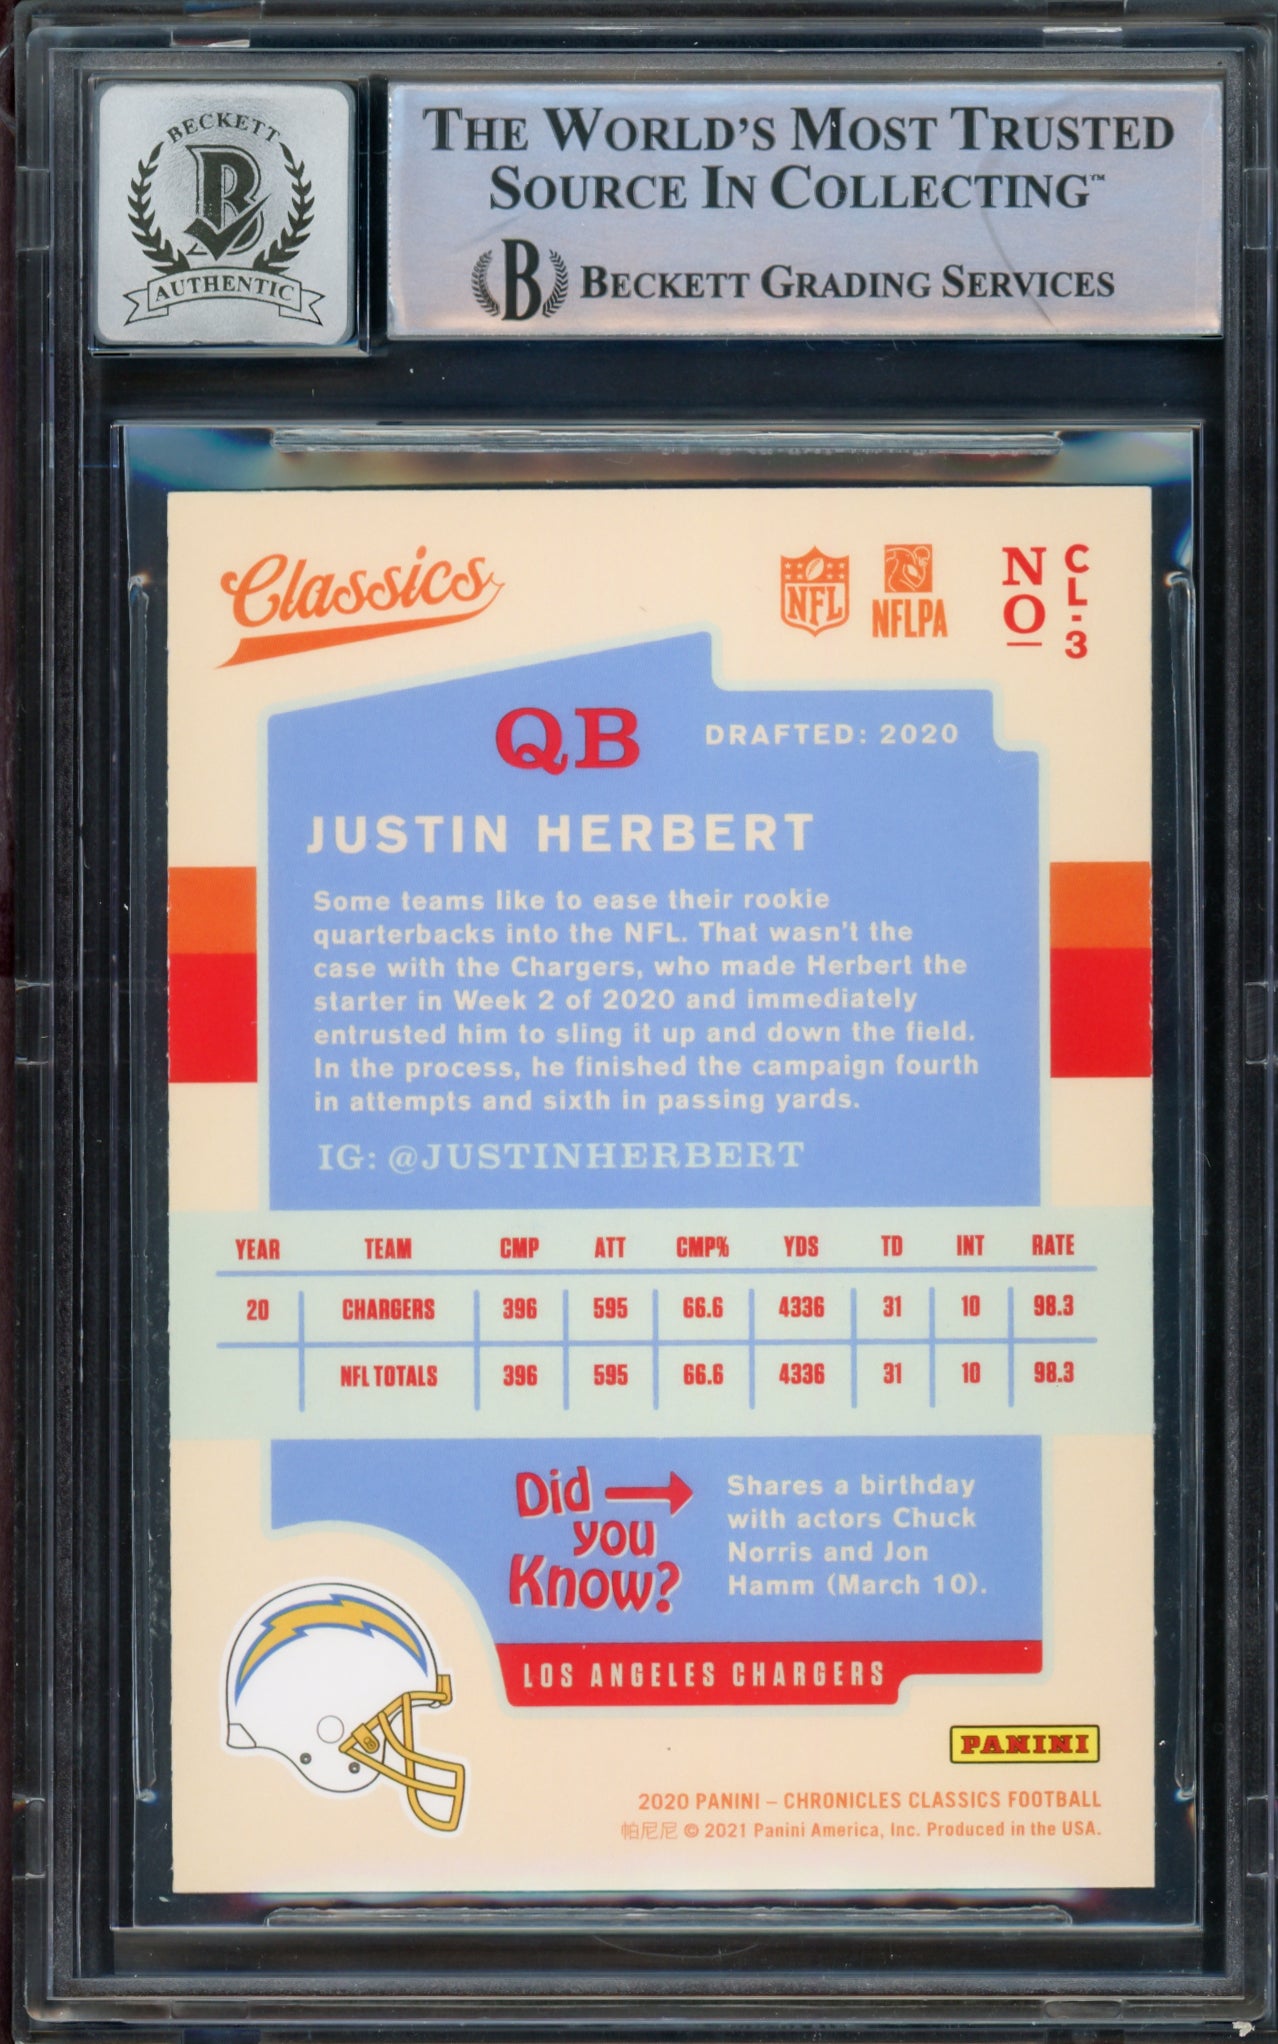 BECKETT
B
AUTHENTIC
THE WORLD'S MOST TRUSTED
SOURCE IN COLLECTING™
B BECKETT GRADING SERVICES
Classics
NFL
NFLPA
NO
CL-3
QB
DRAFTED: 2020
JUSTIN HERBERT
Some teams like to ease their rookie
quarterbacks into the NFL. That wasn't the
case with the Chargers, who made Herbert the
starter in Week 2 of 2020 and immediately
entrusted him to sling it up and down the field.
In the process, he finished the campaign fourth
in attempts and sixth in passing yards.
IG: @JUSTINHERBERT
YEAR TEAM CMP ATT CMP% YDS TD INT RATE
20 CHARGERS 396 595 66.6 4336 31 10 98.3
NFL TOTALS 396 595 66.6 4336 31 10 98.3
Did
you
Know?
Shares a birthday
with actors Chuck
Norris and Jon
Hamm (March 10).
LOS ANGELES CHARGERS
PANINI
2020 PANINI – CHRONICLES CLASSICS FOOTBALL
帕尼尼 © 2021 Panini America, Inc. Produced in the USA.